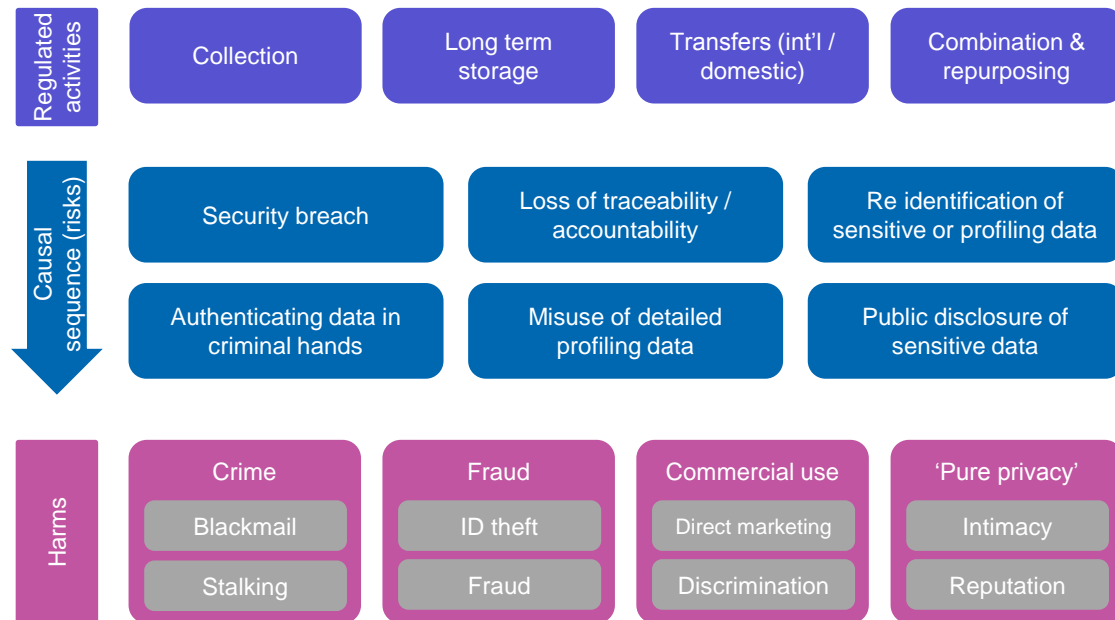 Regulated
activities
Collection
Long term
storage
Transfers (int'l /
domestic)
Combination &
repurposing
Causal
sequence (risks)
Security breach
Loss of traceability /
accountability
Re identification of
sensitive or profiling data
Authenticating data in
criminal hands
Misuse of detailed
profiling data
Public disclosure of
sensitive data
Harms
Crime
Blackmail
Stalking
Fraud
ID theft
Fraud
Commercial use
Direct marketing
Discrimination
‘Pure privacy’
Intimacy
Reputation